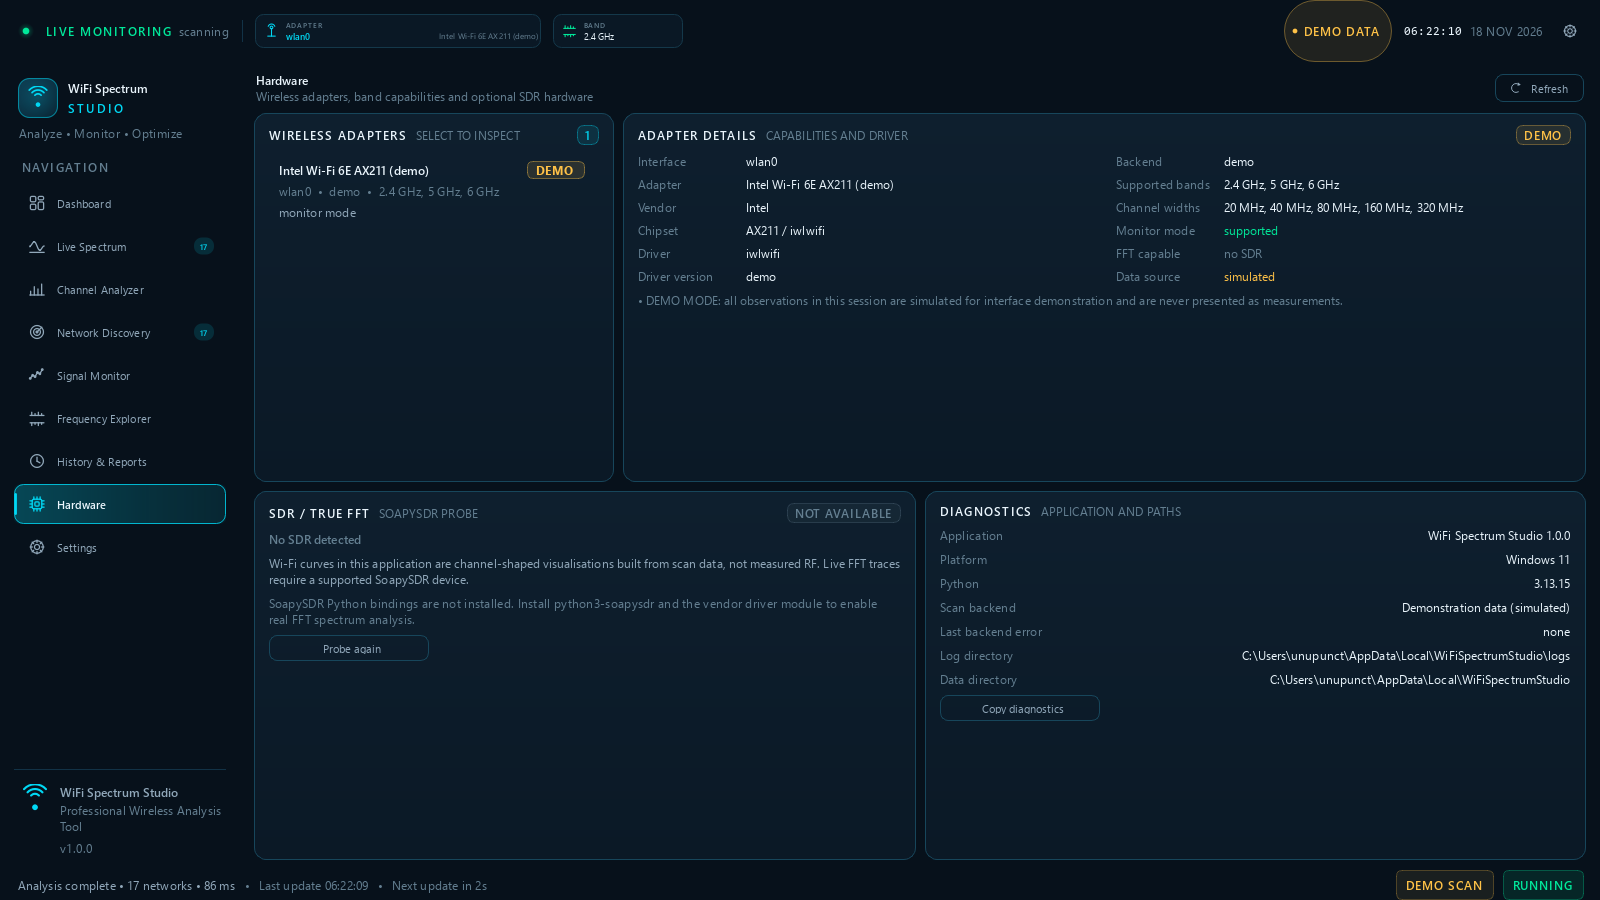 LIVE MONITORING scanning
ADAPTER
wlan0 Intel Wi-Fi 6E AX211 (demo)
BAND
2.4 GHz
• DEMO DATA
06:22:10 18 NOV 2026
WiFi Spectrum
STUDIO
Analyze • Monitor • Optimize
NAVIGATION
Dashboard
Live Spectrum 17
Channel Analyzer
Network Discovery 17
Signal Monitor
Frequency Explorer
History & Reports
Hardware
Settings
WiFi Spectrum Studio
Professional Wireless Analysis
Tool
v1.0.0
Hardware
Wireless adapters, band capabilities and optional SDR hardware
Refresh
WIRELESS ADAPTERS SELECT TO INSPECT 1
Intel Wi-Fi 6E AX211 (demo) DEMO
wlan0 • demo • 2.4 GHz, 5 GHz, 6 GHz
monitor mode
ADAPTER DETAILS CAPABILITIES AND DRIVER DEMO
Interface wlan0
Adapter Intel Wi-Fi 6E AX211 (demo)
Vendor Intel
Chipset AX211 / iwlwifi
Driver iwlwifi
Driver version demo
Backend demo
Supported bands 2.4 GHz, 5 GHz, 6 GHz
Channel widths 20 MHz, 40 MHz, 80 MHz, 160 MHz, 320 MHz
Monitor mode supported
FFT capable no SDR
Data source simulated
• DEMO MODE: all observations in this session are simulated for interface demonstration and are never presented as measurements.
SDR / TRUE FFT SOAPYSDR PROBE NOT AVAILABLE
No SDR detected
Wi-Fi curves in this application are channel-shaped visualisations built from scan data, not measured RF. Live FFT traces
require a supported SoapySDR device.
SoapySDR Python bindings are not installed. Install python3-soapysdr and the vendor driver module to enable
real FFT spectrum analysis.
Probe again
DIAGNOSTICS APPLICATION AND PATHS
Application WiFi Spectrum Studio 1.0.0
Platform Windows 11
Python 3.13.15
Scan backend Demonstration data (simulated)
Last backend error none
Log directory C:\Users\unupunct\AppData\Local\WiFiSpectrumStudio\logs
Data directory C:\Users\unupunct\AppData\Local\WiFiSpectrumStudio
Copy diagnostics
Analysis complete • 17 networks • 86 ms • Last update 06:22:09 • Next update in 2s
DEMO SCAN RUNNING